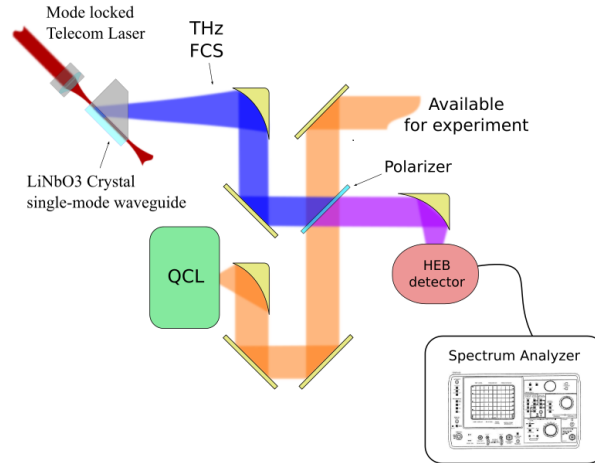 Mode locked
Telecom Laser
THz
FCS
Available
for experiment
Polarizer
LiNbO3 Crystal
single-mode waveguide
QCL
HEB
detector
Spectrum Analyzer